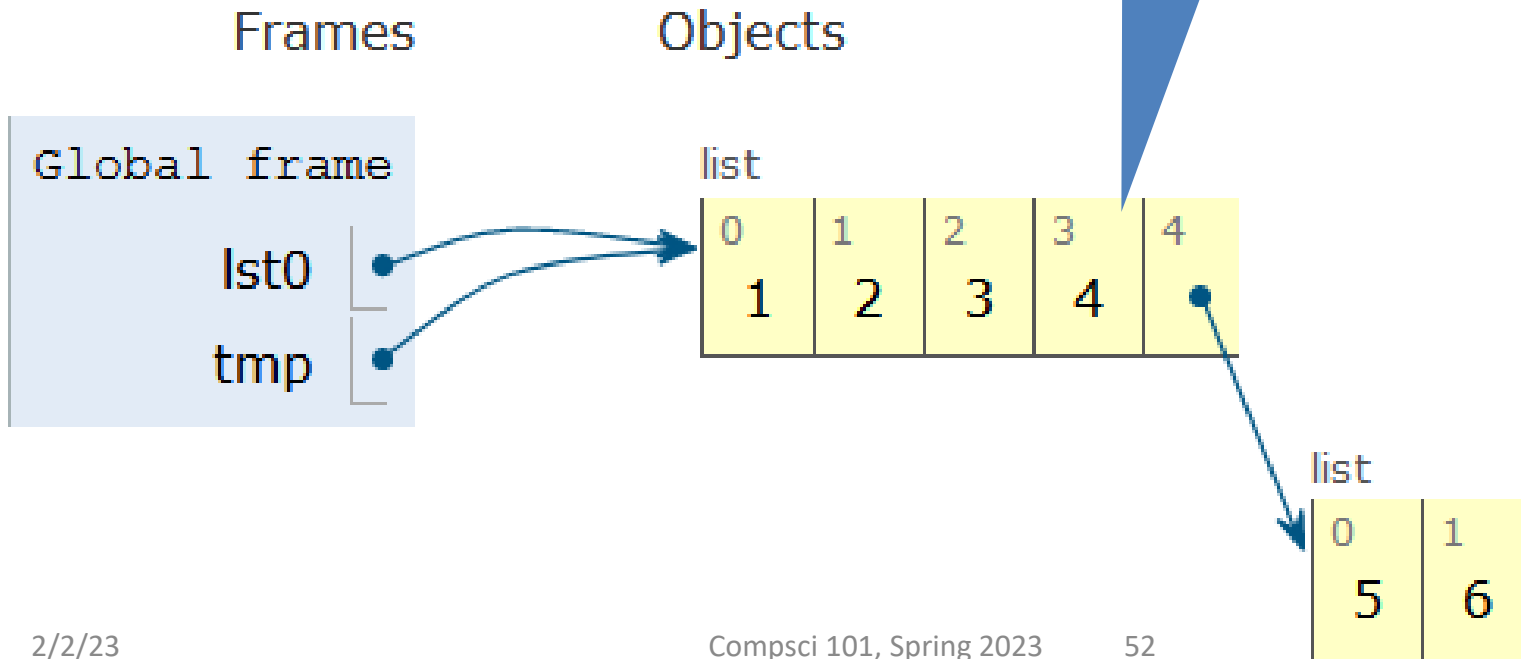 Frames Objects
Global frame
lst0
tmp
list
0 1 2 3 4
1 2 3 4
list
0 1
5 6
2/2/23 Compsci 101, Spring 2023 52